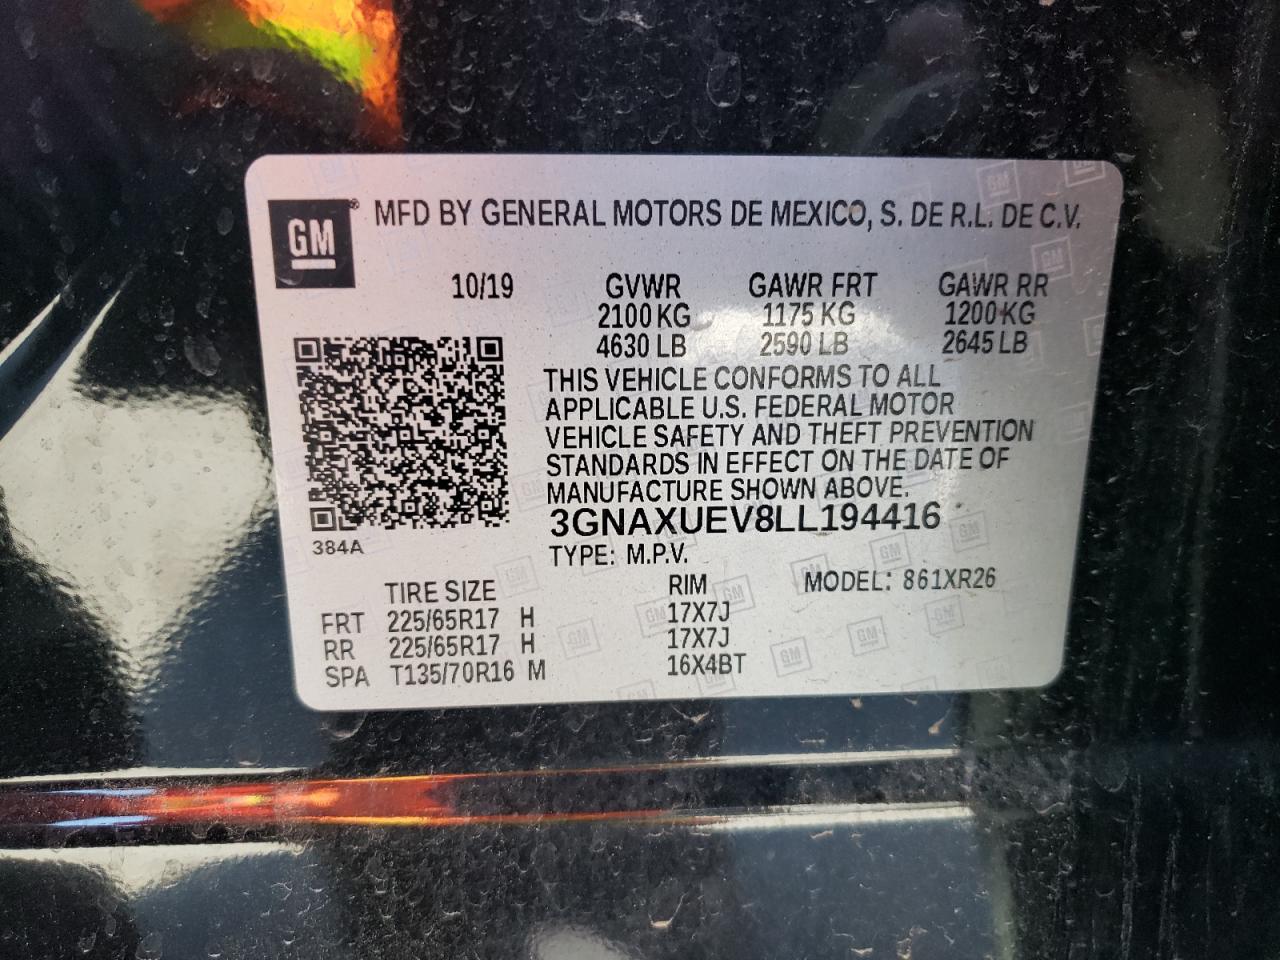 GM® MFD BY GENERAL MOTORS DE MEXICO, S. DE R.L. DE C.V.
10/19 GVWR GAWR FRT GAWR RR
2100 KG 1175 KG 1200 KG
4630 LB 2590 LB 2645 LB
THIS VEHICLE CONFORMS TO ALL
APPLICABLE U.S. FEDERAL MOTOR
VEHICLE SAFETY AND THEFT PREVENTION
STANDARDS IN EFFECT ON THE DATE OF
MANUFACTURE SHOWN ABOVE.
3GNAXUEV8LL194416
384A
TYPE: M.P.V.
TIRE SIZE RIM MODEL: 861XR26
FRT 225/65R17 H 17X7J
RR 225/65R17 H 17X7J
SPA T135/70R16 M 16X4BT